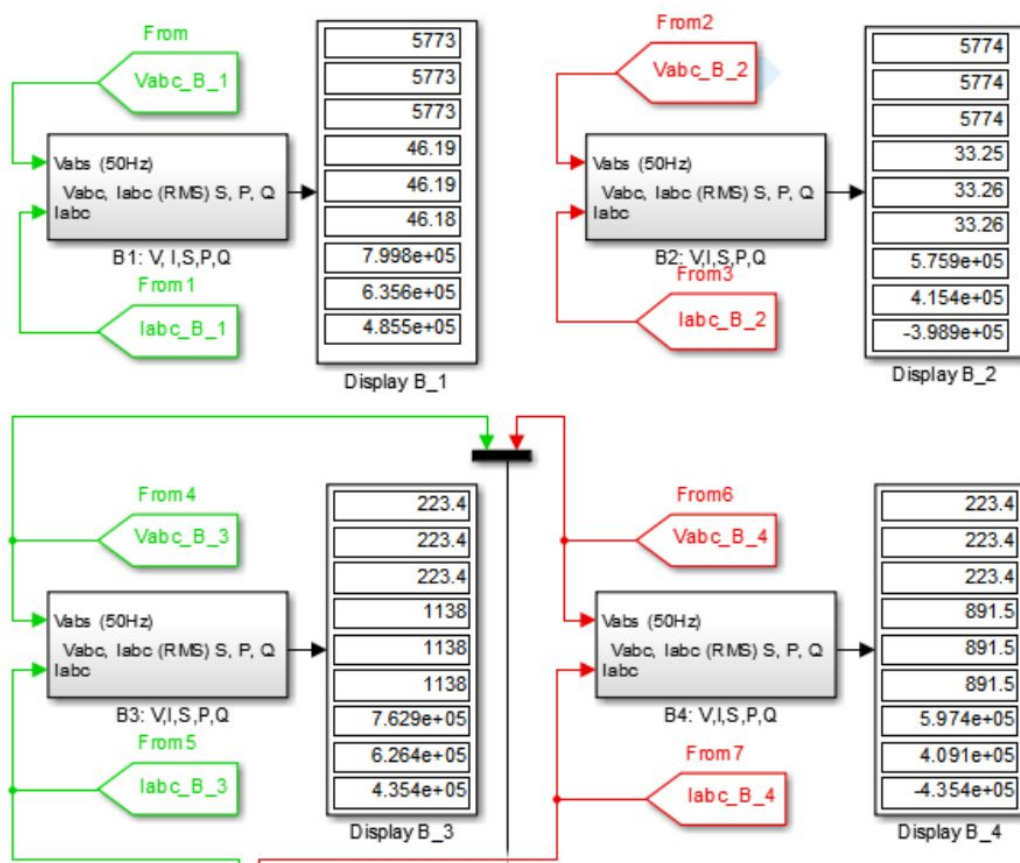 From
Vabc_B_1
Vabs (50Hz)
Vabc, Iabc (RMS) S, P, Q
Iabc
B1: V, I,S,P,Q
From1
Iabc_B_1
5773
5773
5773
46.19
46.19
46.18
7.998e+05
6.356e+05
4.855e+05
Display B_1
From2
Vabc_B_2
Vabs (50Hz)
Vabc, Iabc (RMS) S, P, Q
Iabc
B2: V,I,S,P,Q
From3
Iabc_B_2
5774
5774
5774
33.25
33.26
33.26
5.759e+05
4.154e+05
-3.989e+05
Display B_2
From4
Vabc_B_3
Vabs (50Hz)
Vabc, Iabc (RMS) S, P, Q
Iabc
B3: V,I,S,P,Q
From5
Iabc_B_3
223.4
223.4
223.4
1138
1138
1138
7.629e+05
6.264e+05
4.354e+05
Display B_3
From6
Vabc_B_4
Vabs (50Hz)
Vabc, Iabc (RMS) S, P, Q
Iabc
B4: V,I,S,P,Q
From7
Iabc_B_4
223.4
223.4
223.4
891.5
891.5
891.5
5.974e+05
4.091e+05
-4.354e+05
Display B_4